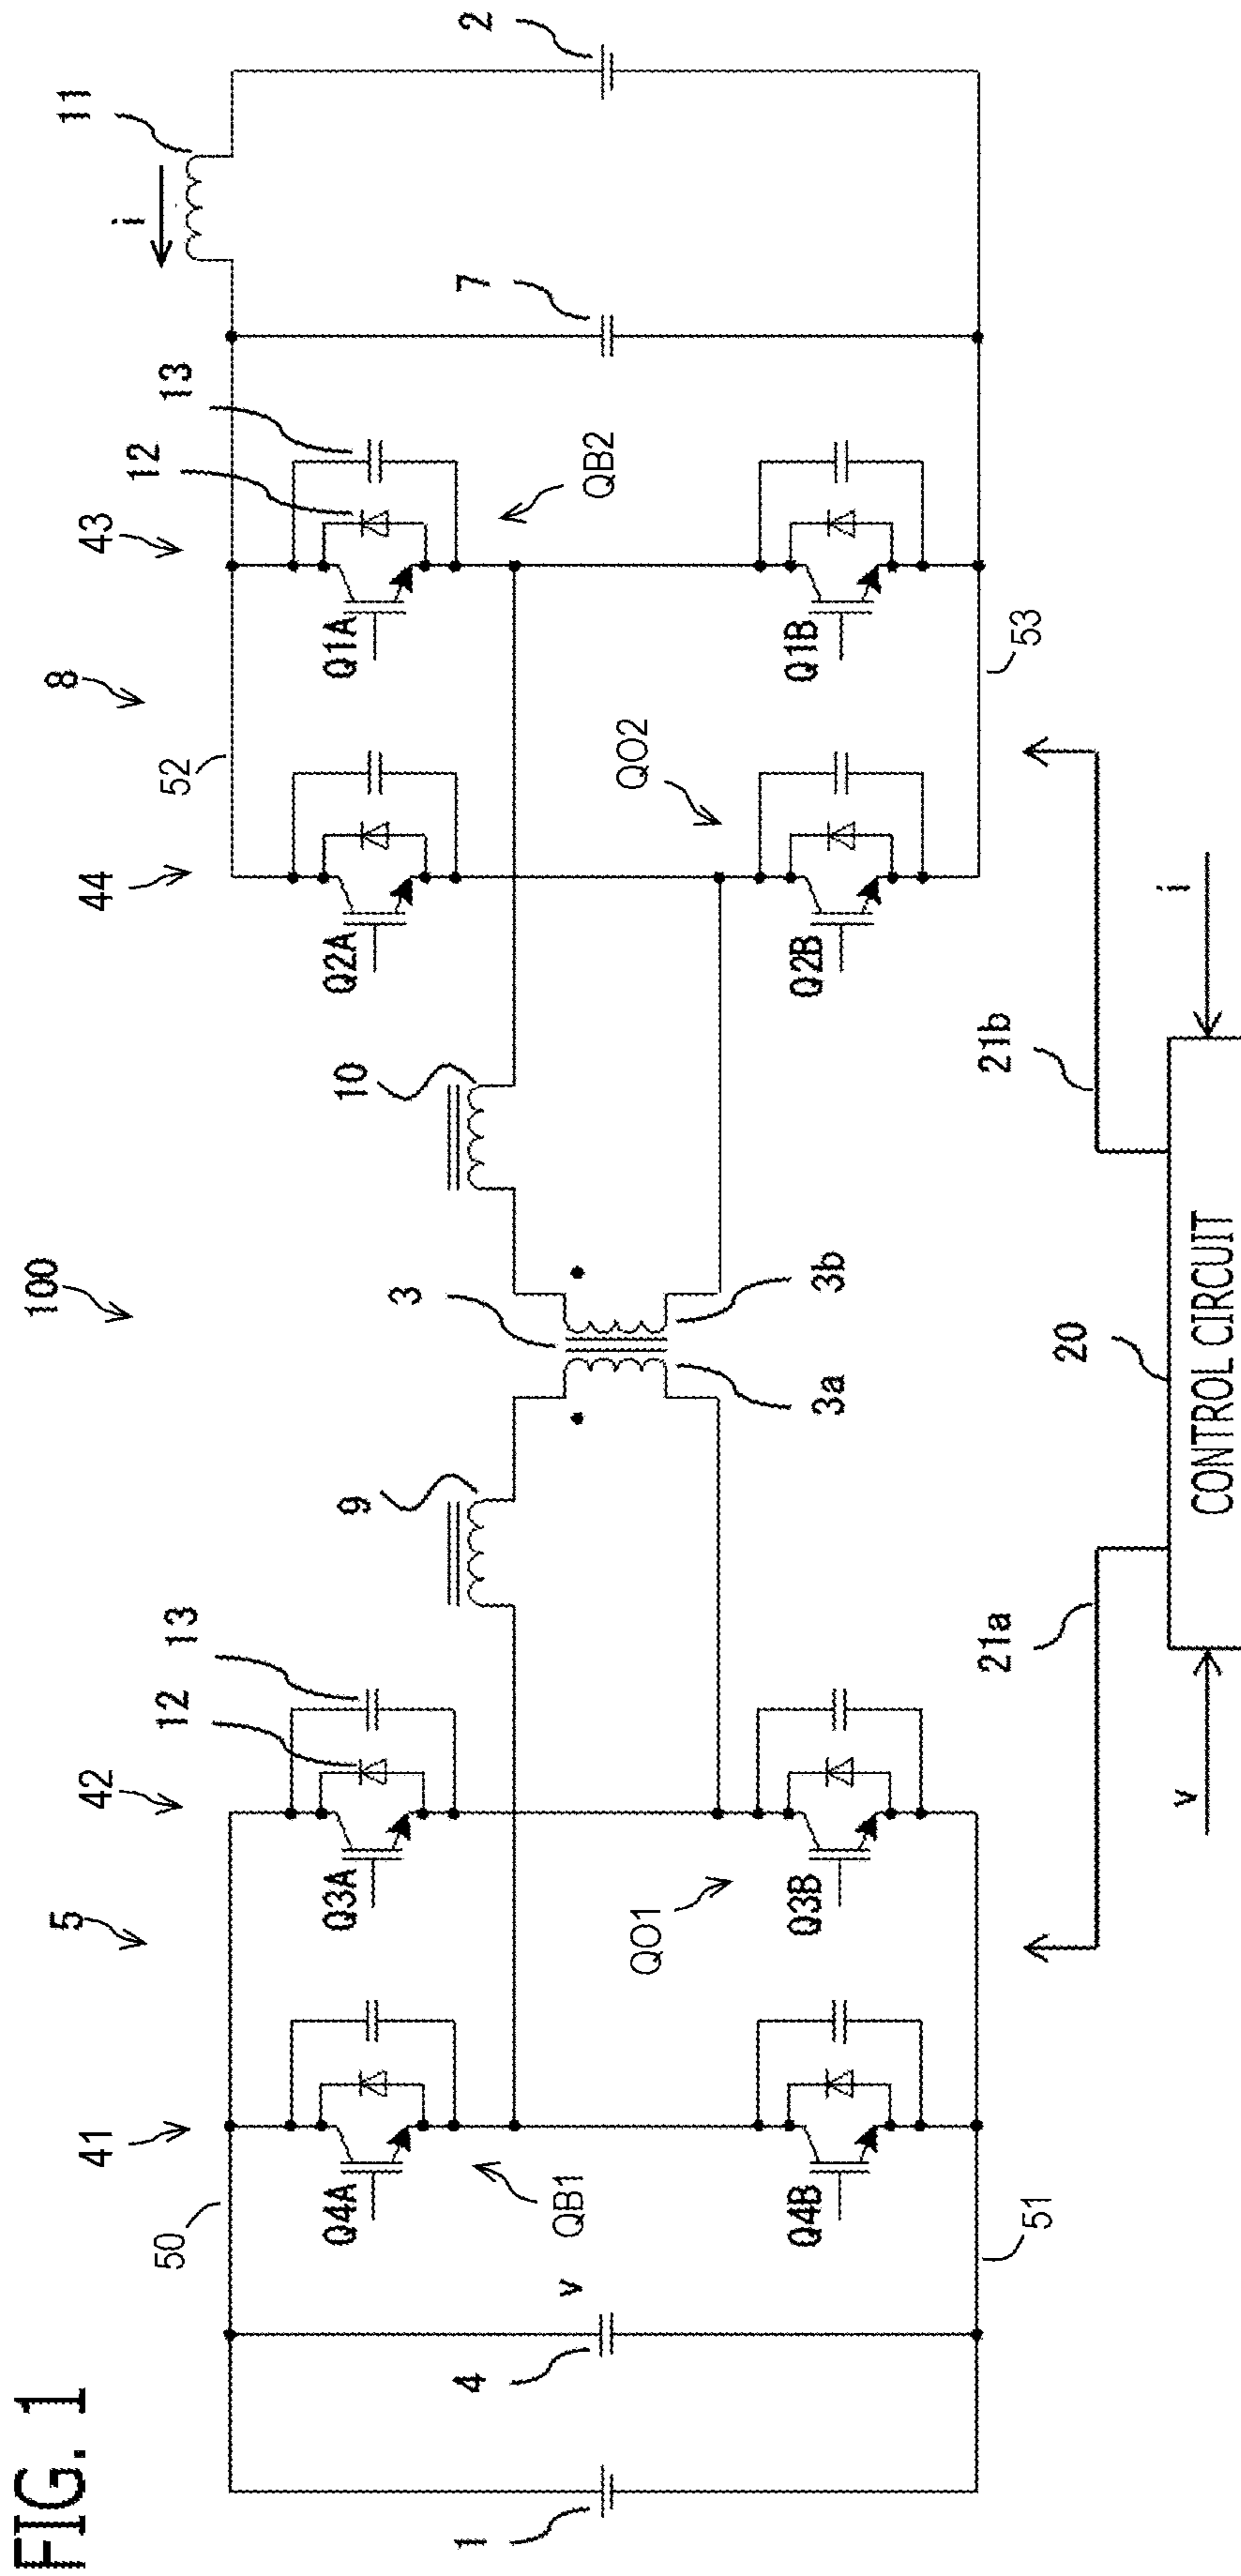 FIG. 1
100
5
8
41
42
44
43
11
i
50
12
13
52
12
13
Q4A
Q3A
9
10
Q2A
Q1A
QB1
QB2
1
4
v
3
7
2
QO1
QO2
3a
3b
Q4B
Q3B
Q2B
Q1B
51
53
21a
21b
v
20
i
CONTROL CIRCUIT